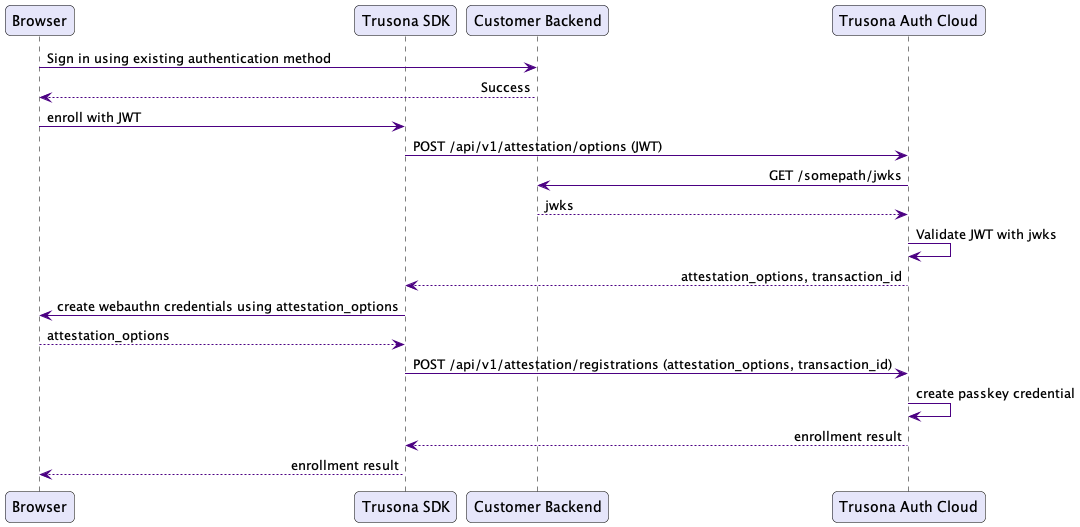 Browser
Trusona SDK
Customer Backend
Trusona Auth Cloud
Sign in using existing authentication method
Success
enroll with JWT
POST /api/v1/attestation/options (JWT)
GET /somepath/jwks
jwks
Validate JWT with jwks
attestation_options, transaction_id
create webauthn credentials using attestation_options
attestation_options
POST /api/v1/attestation/registrations (attestation_options, transaction_id)
create passkey credential
enrollment result
enrollment result
Browser
Trusona SDK
Customer Backend
Trusona Auth Cloud